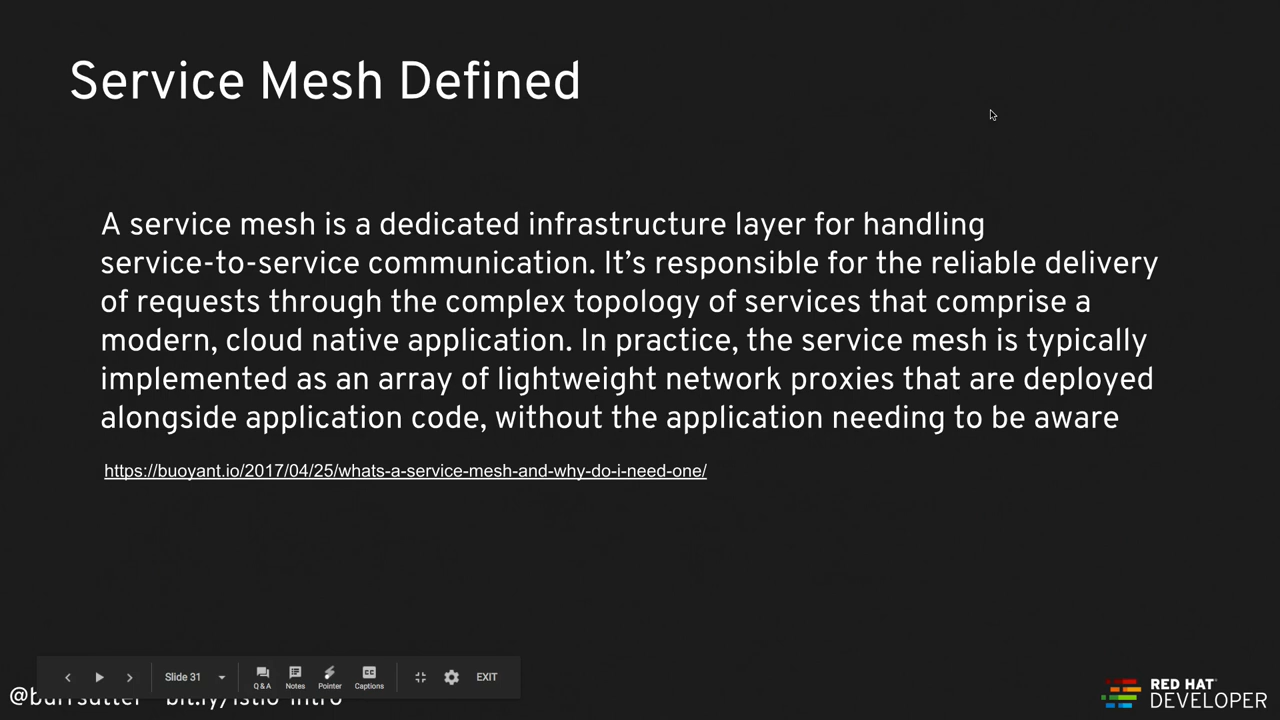 Service Mesh Defined
A service mesh is a dedicated infrastructure layer for handling
service-to-service communication. It’s responsible for the reliable delivery
of requests through the complex topology of services that comprise a
modern, cloud native application. In practice, the service mesh is typically
implemented as an array of lightweight network proxies that are deployed
alongside application code, without the application needing to be aware
https://buoyant.io/2017/04/25/whats-a-service-mesh-and-why-do-i-need-one/
Slide 31
Q & A
Notes
Pointer
CC
Captions
EXIT
@burrsutter bit.ly/istio-intro
RED HAT
DEVELOPER